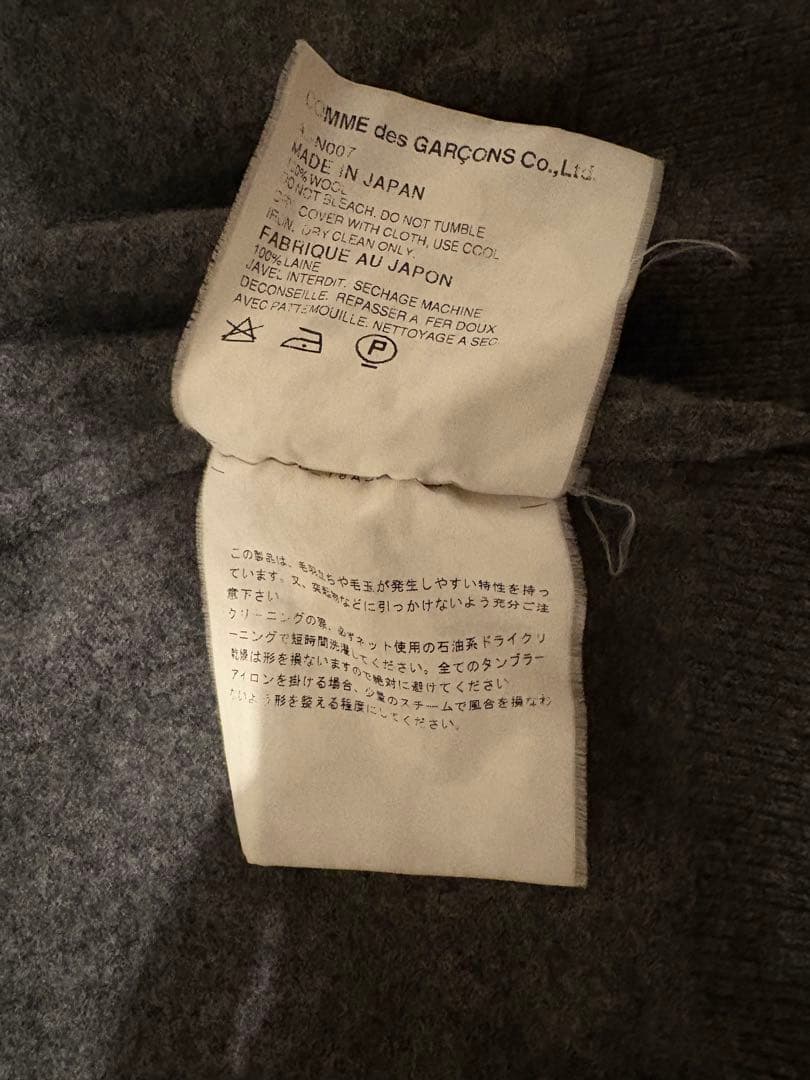 COMME des GARÇONS Co.,Ltd.
N007
MADE IN JAPAN
100% WOOL
DO NOT BLEACH. DO NOT TUMBLE
DRY. COVER WITH CLOTH, USE COOL
IRON. DRY CLEAN ONLY.
FABRIQUE AU JAPON
100% LAINE
JAVEL INTERDIT. SECHAGE MACHINE
DECONSEILLE. REPASSER A FER DOUX
AVEC PATTEMOUILLE. NETTOYAGE A SEC
P
この製品は、毛羽立ちや毛玉が発生しやすい特性を持っ
ています。又、突起物などに引っかけないよう充分ご注
意下さい
クリーニングの際、必ずネット使用の石油系ドライクリ
ーニングで短時間洗濯してください。全てのタンブラー
乾燥は形を損ないますので絶対に避けてください
アイロンを掛ける場合、少量のスチームで風合を損なわ
ないよう形を整える程度にしてください。